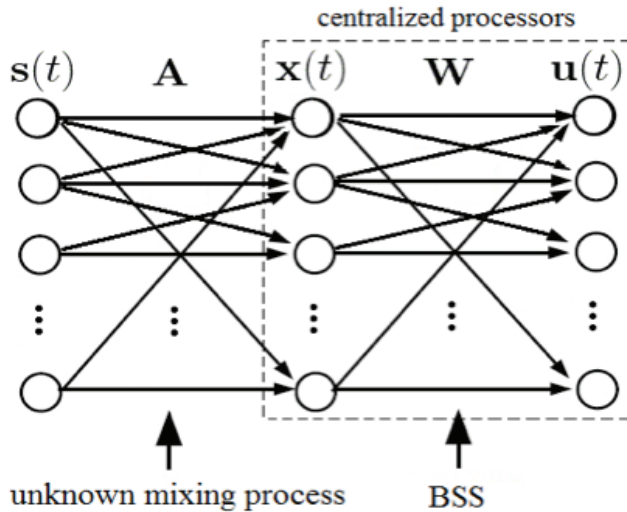 centralized processors
s(t) A x(t) W u(t)
unknown mixing process BSS